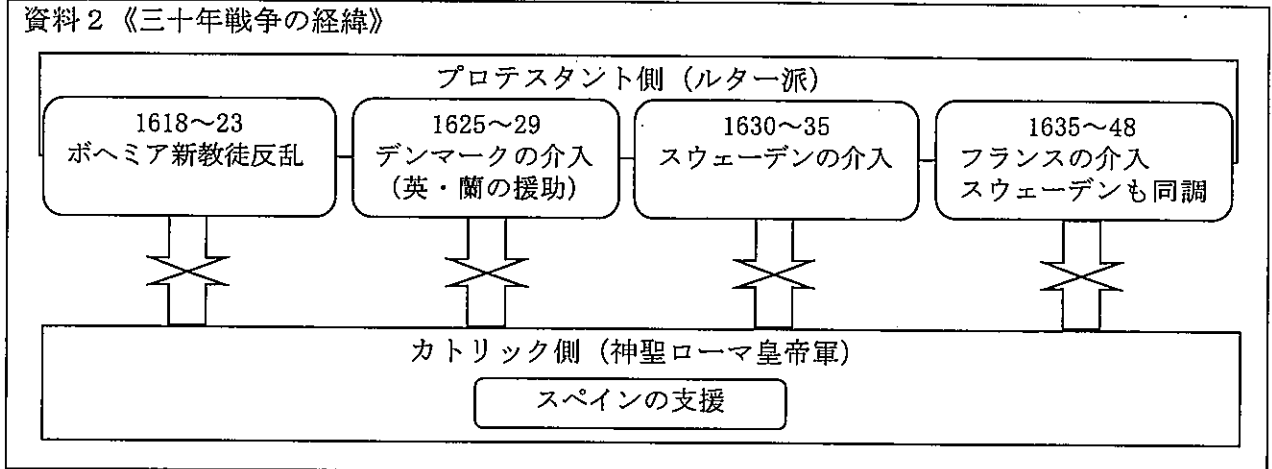 資料2《三十年戦争の経緯》
プロテスタント側（ルター派）
1618～23
ボヘミア新教徒反乱
1625～29
デンマークの介入
（英・蘭の援助）
1630～35
スウェーデンの介入
1635～48
フランスの介入
スウェーデンも同調
カトリック側（神聖ローマ皇帝軍）
スペインの支援